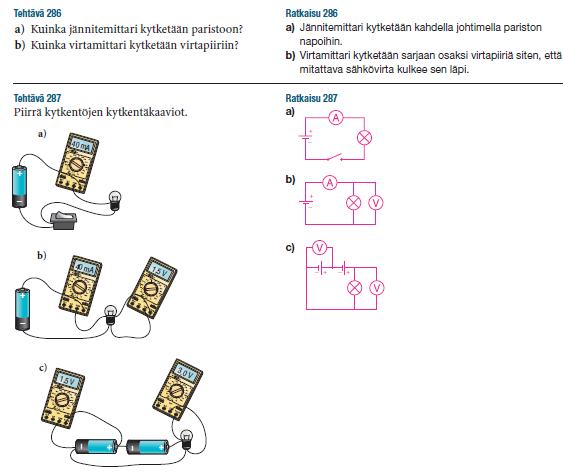 Tehtävä 286
a) Kuinka jännitemittari kytketään paristoon?
b) Kuinka virtamittari kytketään virtapiiriin?
Ratkaisu 286
a) Jännitemittari kytketään kahdella johtimella pariston
napoihin.
b) Virtamittari kytketään sarjaan osaksi virtapiiriä siten, että
mitattava sähkövirta kulkee sen läpi.
Tehtävä 287
Piirrä kytkentöjen kytkentäkaaviot.
a)
40 mA
+
−
b)
40 mA
1.5 V
+
−
c)
1.5 V
3.0 V
−
+
−
+
Ratkaisu 287
a)
A
+
−
b)
A
+
−
V
c)
V
−
+
−
+
V